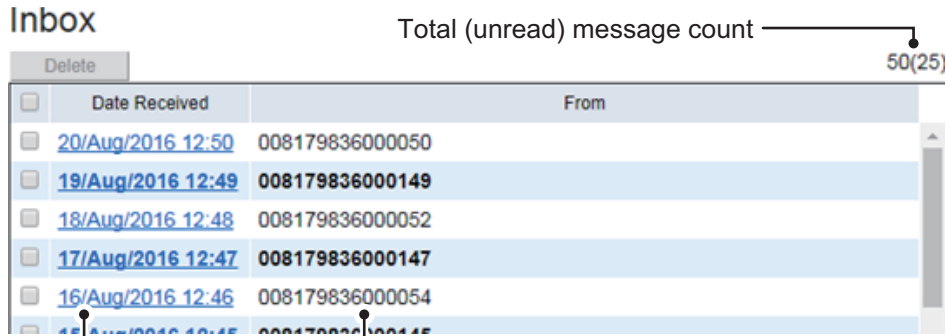 Inbox
Total (unread) message count
Delete
50(25)
Date Received From
20/Aug/2016 12:50 008179836000050
19/Aug/2016 12:49 008179836000149
18/Aug/2016 12:48 008179836000052
17/Aug/2016 12:47 008179836000147
16/Aug/2016 12:46 008179836000054